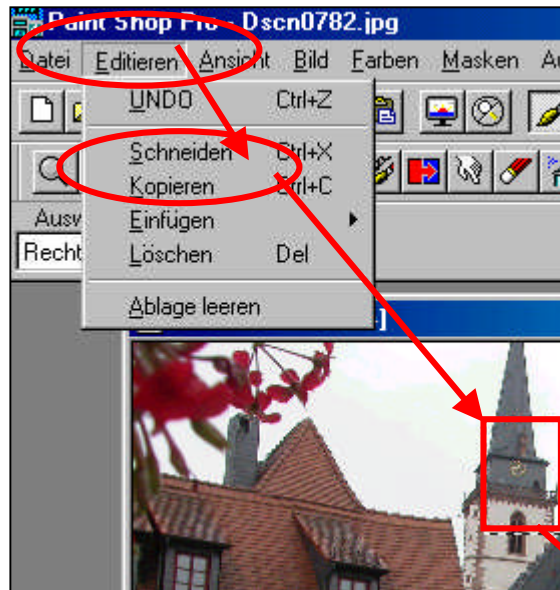 Paint Shop Pro - Dscn0782.jpg
Datei Editieren Ansicht Bild Farben Masken
UNDO Ctrl+Z
Schneiden Ctrl+X
Kopieren Ctrl+C
Einfügen
Löschen Del
Ablage leeren
Ausw
Recht